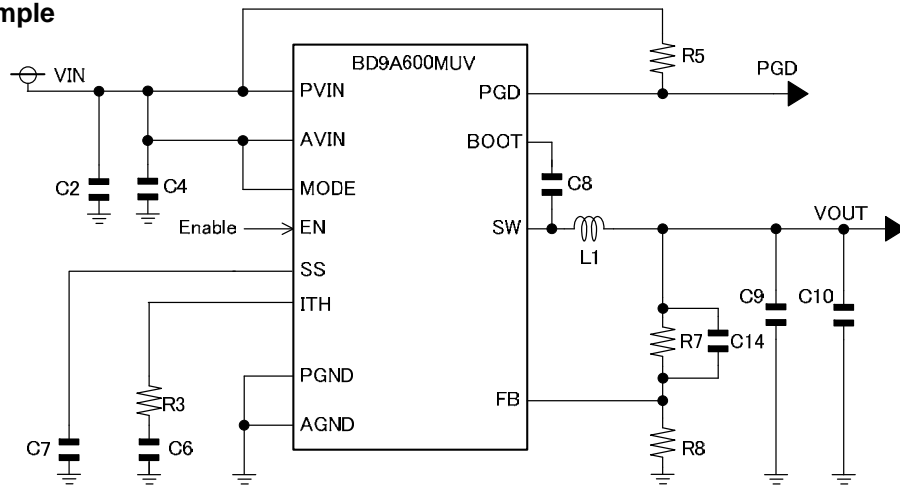 mple
BD9A600MUV
VIN
PVIN
PGD
R5
PGD
AVIN
BOOT
C2
C4
MODE
C8
Enable
EN
SW
L1
VOUT
SS
ITH
C9
C10
R7
C14
PGND
R3
FB
AGND
C7
C6
R8